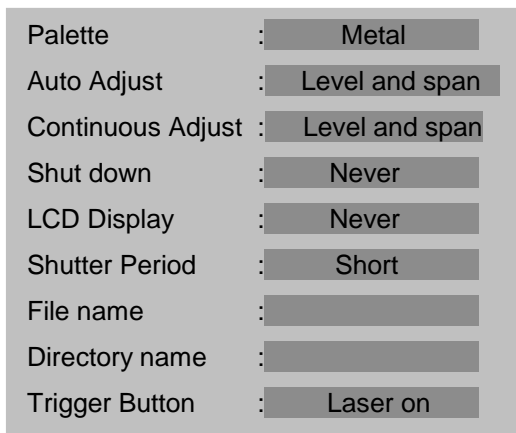 Palette : Metal
Auto Adjust : Level and span
Continuous Adjust : Level and span
Shut down : Never
LCD Display : Never
Shutter Period : Short
File name :
Directory name :
Trigger Button : Laser on